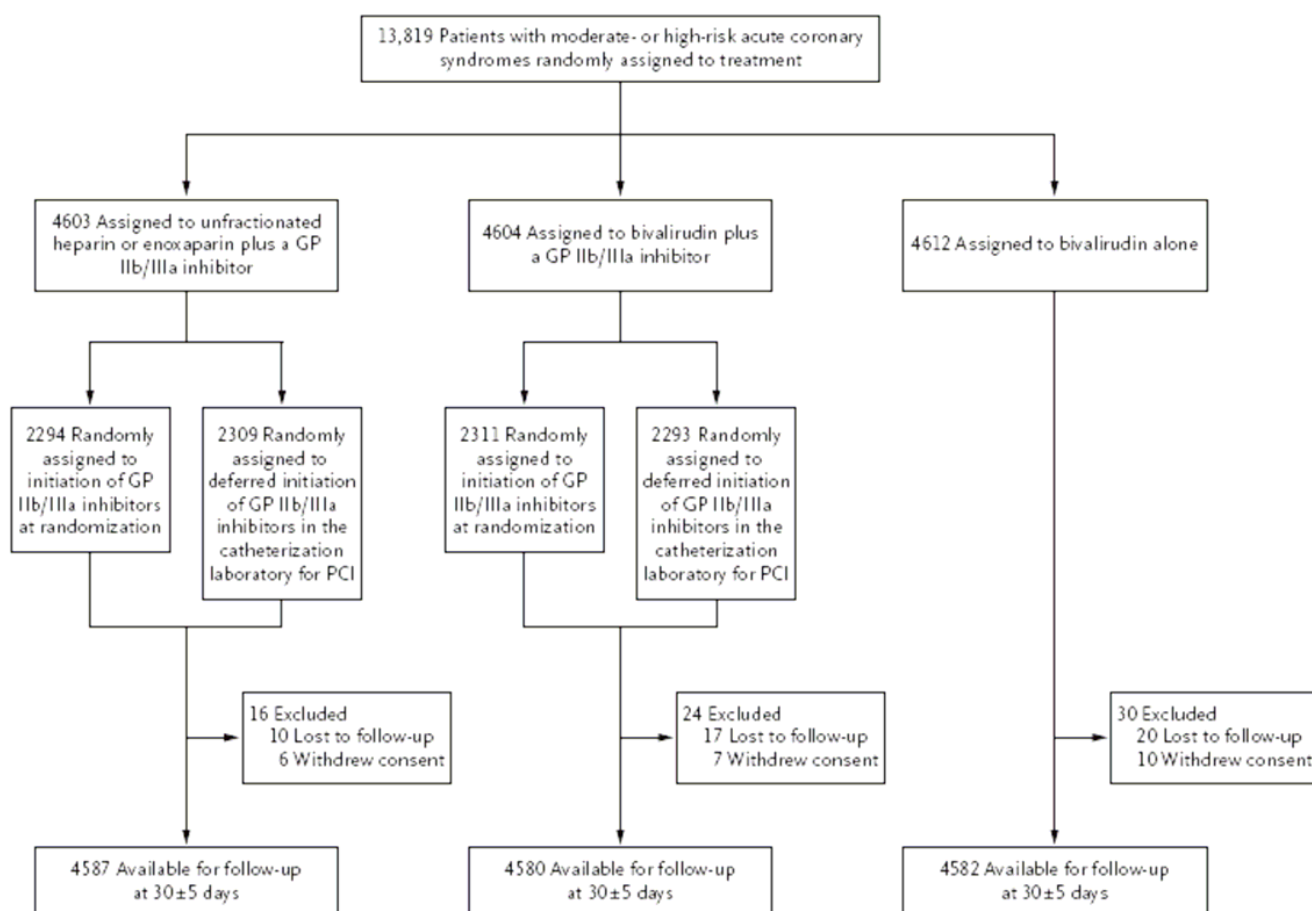 13,819 Patients with moderate- or high-risk acute coronary
syndromes randomly assigned to treatment
4603 Assigned to unfractionated
heparin or enoxaparin plus a GP
IIb/IIIa inhibitor
4604 Assigned to bivalirudin plus
a GP IIb/IIIa inhibitor
4612 Assigned to bivalirudin alone
2294 Randomly
assigned to
initiation of GP
IIb/IIIa inhibitors
at randomization
2309 Randomly
assigned to
deferred initiation
of GP IIb/IIIa
inhibitors in the
catheterization
laboratory for PCI
2311 Randomly
assigned to
initiation of GP
IIb/IIIa inhibitors
at randomization
2293 Randomly
assigned to
deferred initiation
of GP IIb/IIIa
inhibitors in the
catheterization
laboratory for PCI
16 Excluded
10 Lost to follow-up
6 Withdrew consent
24 Excluded
17 Lost to follow-up
7 Withdrew consent
30 Excluded
20 Lost to follow-up
10 Withdrew consent
4587 Available for follow-up
at 30±5 days
4580 Available for follow-up
at 30±5 days
4582 Available for follow-up
at 30±5 days